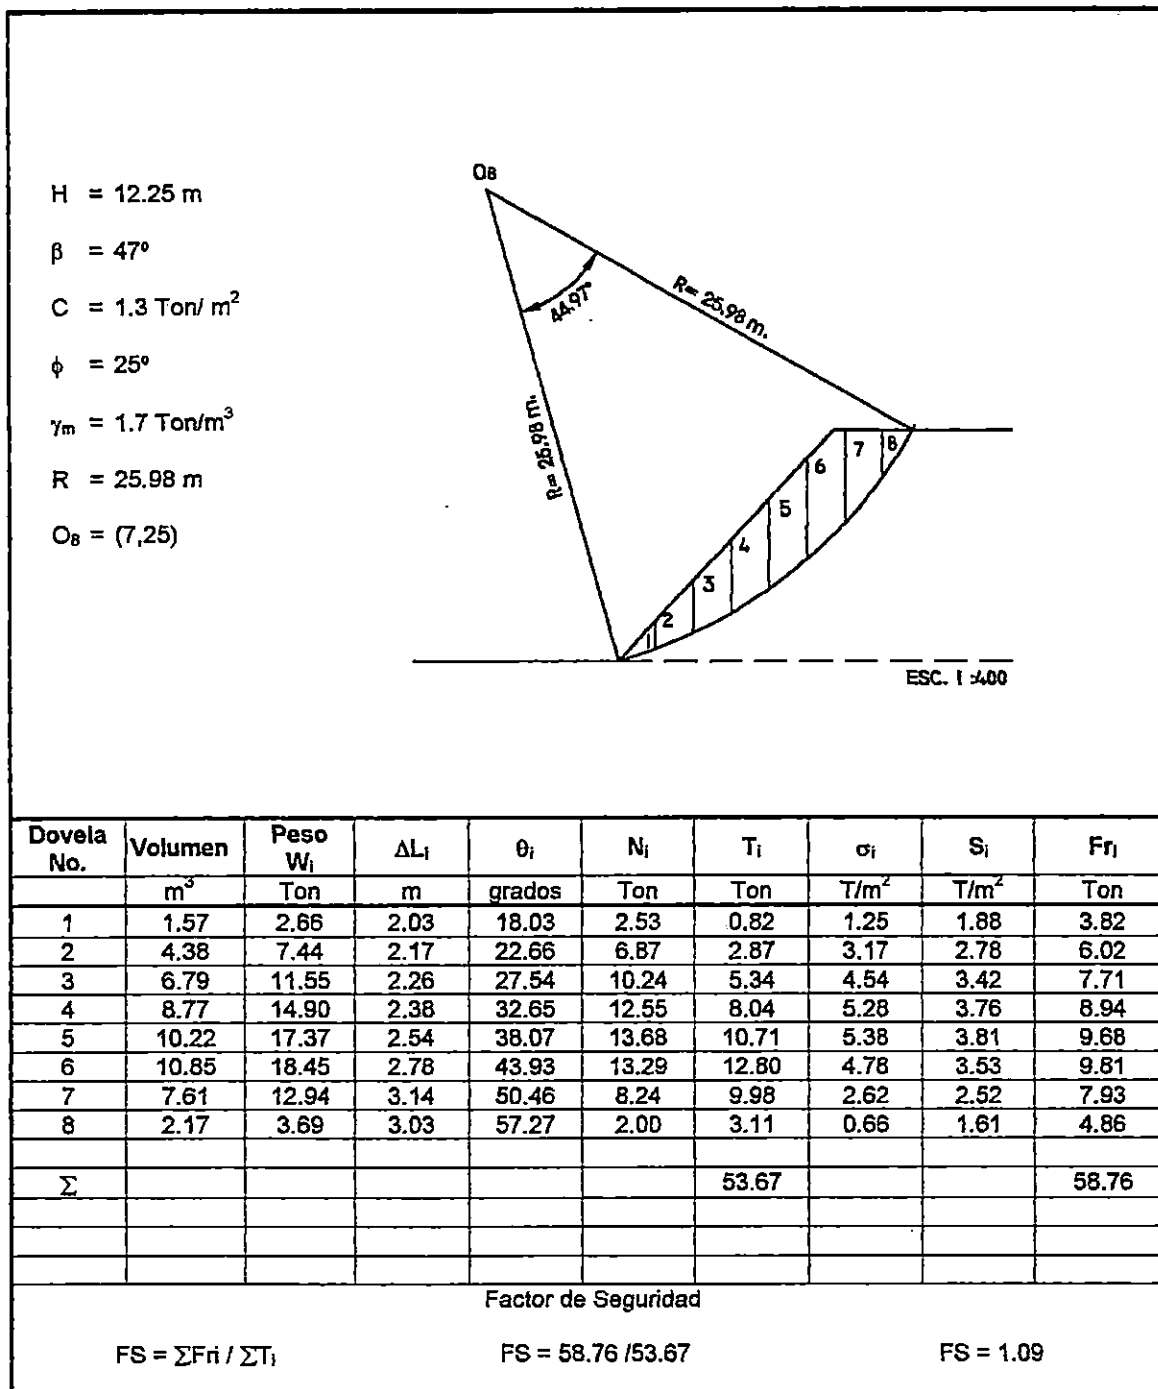 H = 12.25 m
β = 47º
C = 1.3 Ton/ m²
ϕ = 25º
γm = 1.7 Ton/m³
R = 25.98 m
O8 = (7,25)
O8
44.97°
R= 25.98 m.
R= 25.98 m.
1
2
3
4
5
6
7
8
ESC. 1 :400
Dovela No. Volumen Peso Wi ΔLi θi Ni Ti σi Si Fri
m³ Ton m grados Ton Ton T/m² T/m² Ton
1 1.57 2.66 2.03 18.03 2.53 0.82 1.25 1.88 3.82
2 4.38 7.44 2.17 22.66 6.87 2.87 3.17 2.78 6.02
3 6.79 11.55 2.26 27.54 10.24 5.34 4.54 3.42 7.71
4 8.77 14.90 2.38 32.65 12.55 8.04 5.28 3.76 8.94
5 10.22 17.37 2.54 38.07 13.68 10.71 5.38 3.81 9.68
6 10.85 18.45 2.78 43.93 13.29 12.80 4.78 3.53 9.81
7 7.61 12.94 3.14 50.46 8.24 9.98 2.62 2.52 7.93
8 2.17 3.69 3.03 57.27 2.00 3.11 0.66 1.61 4.86
Σ 53.67 58.76
Factor de Seguridad
FS = ΣFri / ΣTi FS = 58.76 /53.67 FS = 1.09